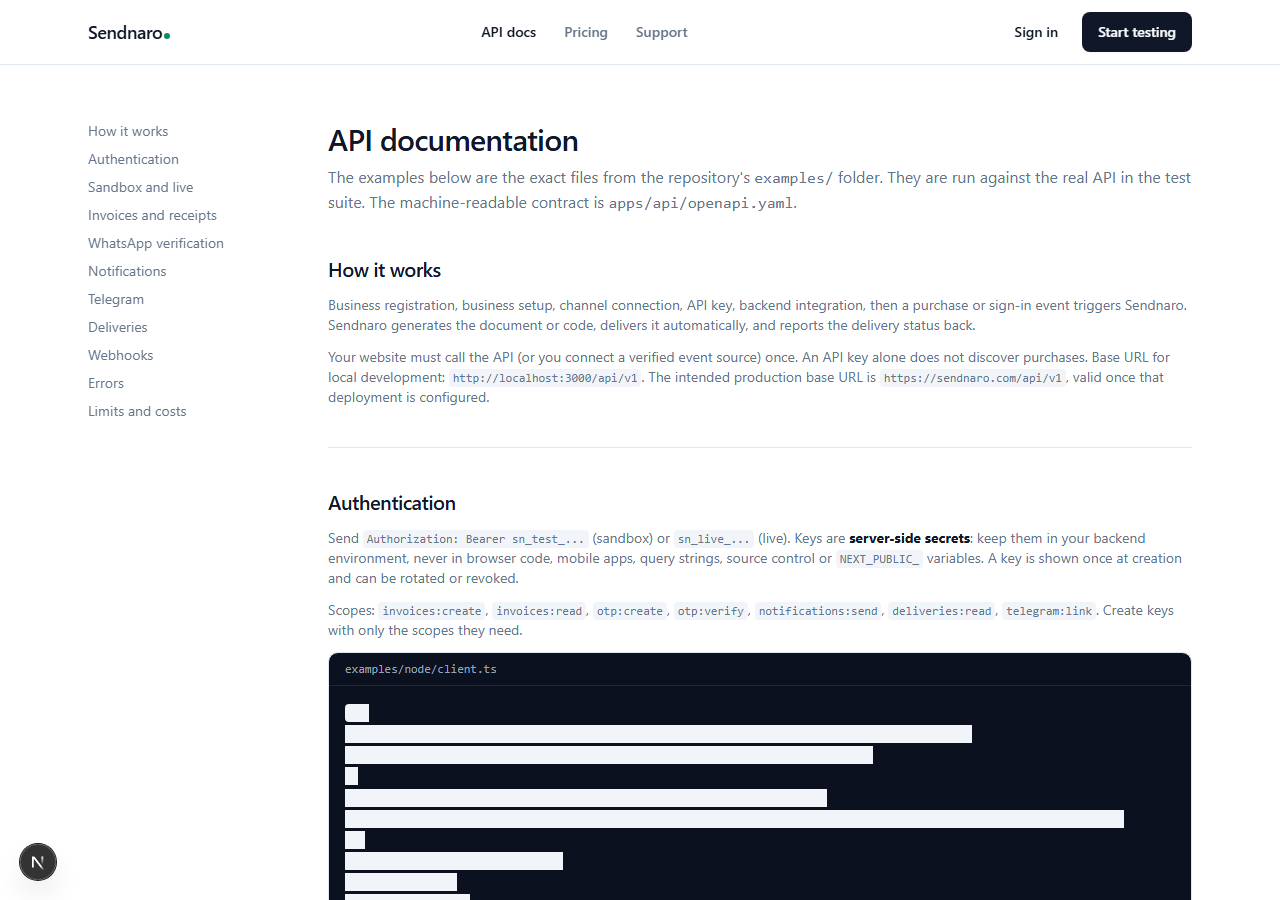 Sendnaro
API docs
Pricing
Support
Sign in
Start testing
How it works
Authentication
Sandbox and live
Invoices and receipts
WhatsApp verification
Notifications
Telegram
Deliveries
Webhooks
Errors
Limits and costs
API documentation
The examples below are the exact files from the repository's examples/ folder. They are run against the real API in the test
suite. The machine-readable contract is apps/api/openapi.yaml.
How it works
Business registration, business setup, channel connection, API key, backend integration, then a purchase or sign-in event triggers Sendnaro.
Sendnaro generates the document or code, delivers it automatically, and reports the delivery status back.
Your website must call the API (or you connect a verified event source) once. An API key alone does not discover purchases. Base URL for
local development: http://localhost:3000/api/v1. The intended production base URL is https://sendnaro.com/api/v1, valid once that
deployment is configured.
Authentication
Send Authorization: Bearer sn_test_... (sandbox) or sn_live_... (live). Keys are server-side secrets: keep them in your backend
environment, never in browser code, mobile apps, query strings, source control or NEXT_PUBLIC_ variables. A key is shown once at creation
and can be rotated or revoked.
Scopes: invoices:create, invoices:read, otp:create, otp:verify, notifications:send, deliveries:read, telegram:link. Create keys
with only the scopes they need.
examples/node/client.ts
N